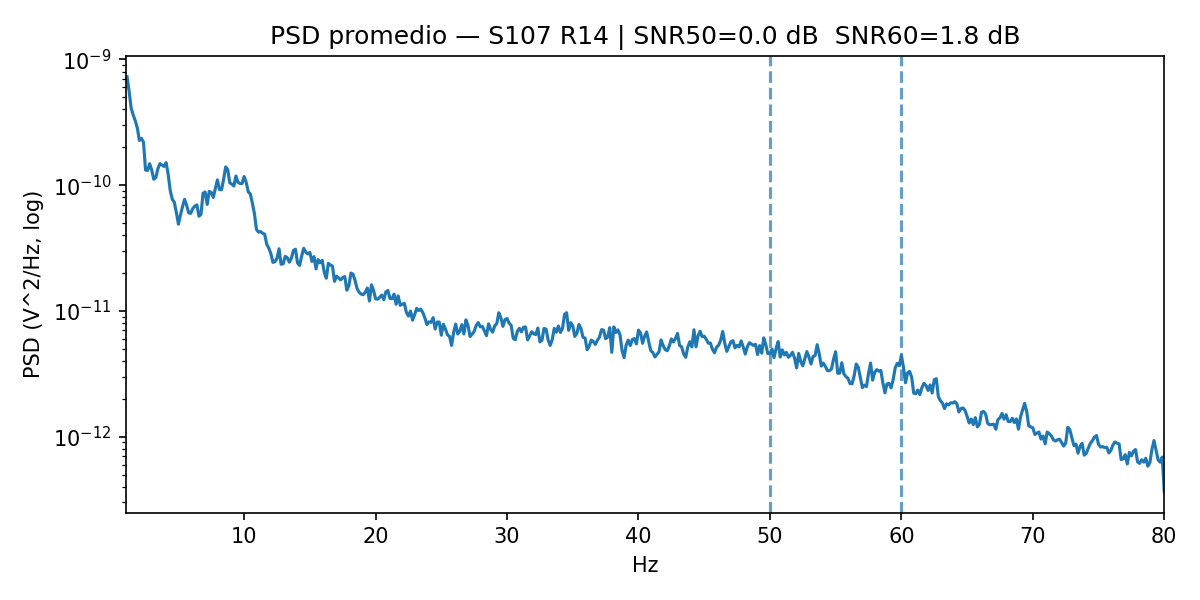 PSD promedio — S107 R14 | SNR50=0.0 dB  SNR60=1.8 dB
PSD (V^2/Hz, log)
10⁻⁹
10⁻¹⁰
10⁻¹¹
10⁻¹²
10 20 30 40 50 60 70 80
Hz